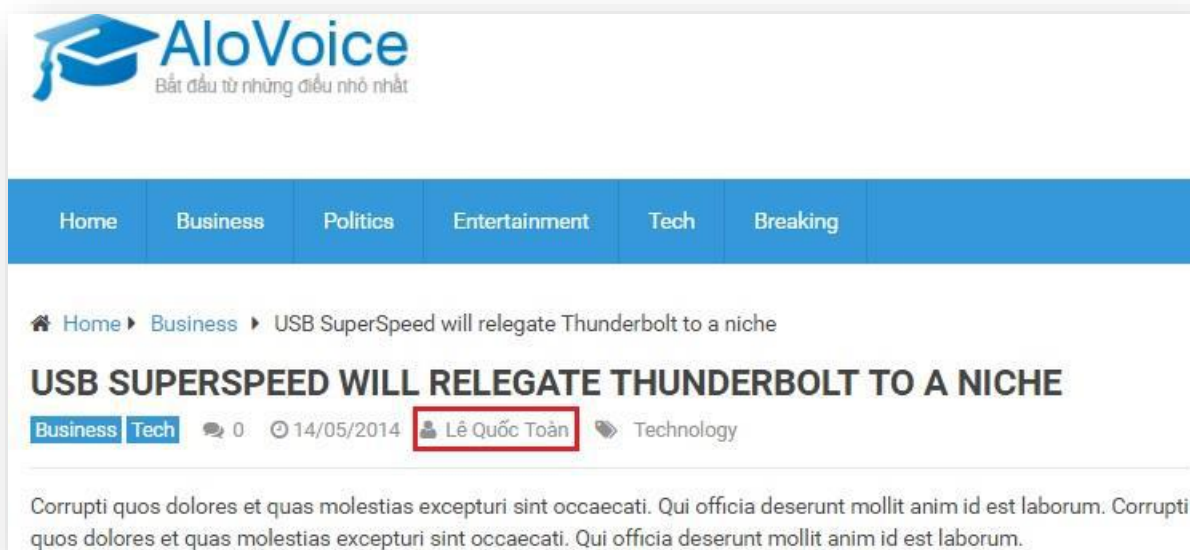 AloVoice
Bắt đầu từ những điều nhỏ nhất
Home Business Politics Entertainment Tech Breaking
Home Business USB SuperSpeed will relegate Thunderbolt to a niche
USB SUPERSPEED WILL RELEGATE THUNDERBOLT TO A NICHE
Business Tech 0 14/05/2014 Lê Quốc Toàn Technology
Corrupti quos dolores et quas molestias excepturi sint occaecati. Qui officia deserunt mollit anim id est laborum. Corrupti
quos dolores et quas molestias excepturi sint occaecati. Qui officia deserunt mollit anim id est laborum.